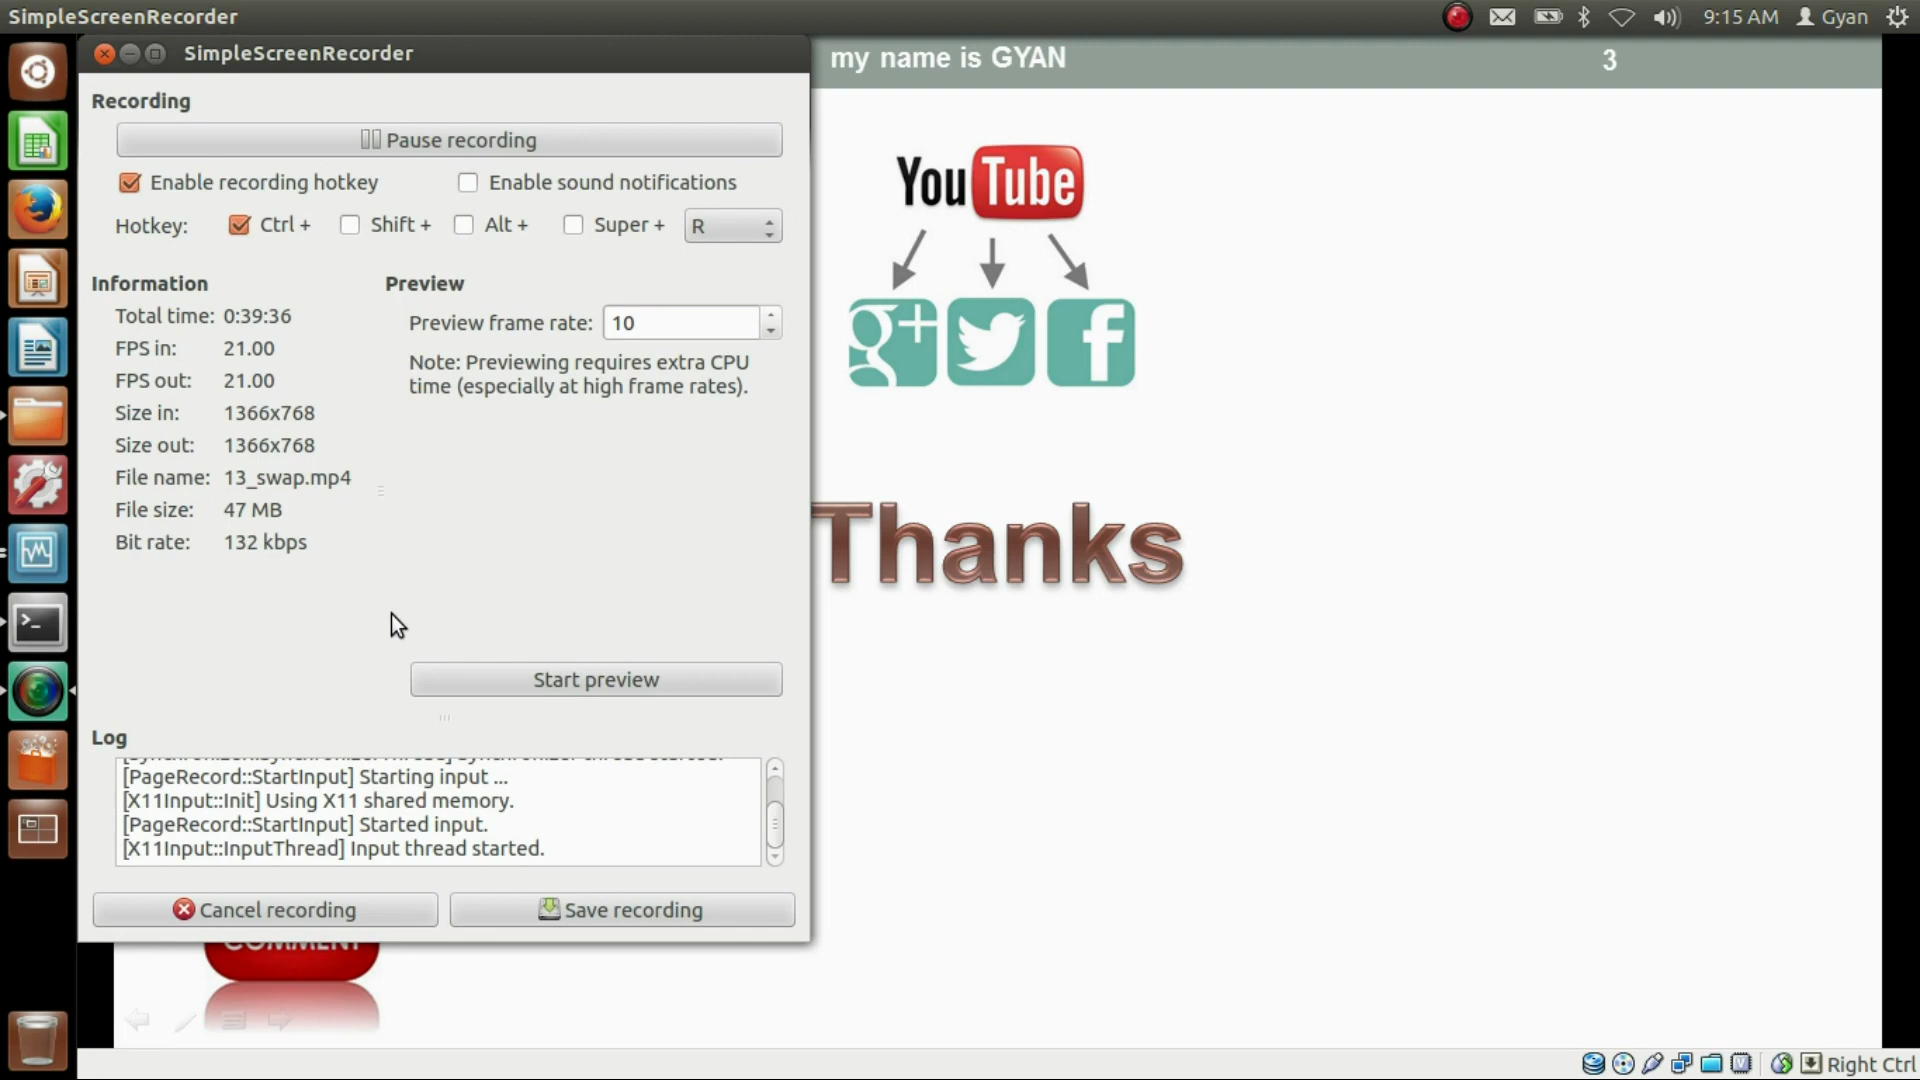 SimpleScreenRecorder
9:15 AM Gyan
SimpleScreenRecorder
my name is GYAN 3
Recording
Pause recording
Enable recording hotkey Enable sound notifications
Hotkey: Ctrl + Shift + Alt + Super + R
YouTube
g+ f
Information Preview
Total time: 0:39:36
Preview frame rate: 10
FPS in: 21.00
Note: Previewing requires extra CPU
time (especially at high frame rates).
FPS out: 21.00
Size in: 1366x768
Size out: 1366x768
File name: 13_swap.mp4
File size: 47 MB
Bit rate: 132 kbps
Thanks
Start preview
Log
[PageRecord::StartInput] Starting input ...
[X11Input::Init] Using X11 shared memory.
[PageRecord::StartInput] Started input.
[X11Input::InputThread] Input thread started.
Cancel recording Save recording
COMMENT
Right Ctrl